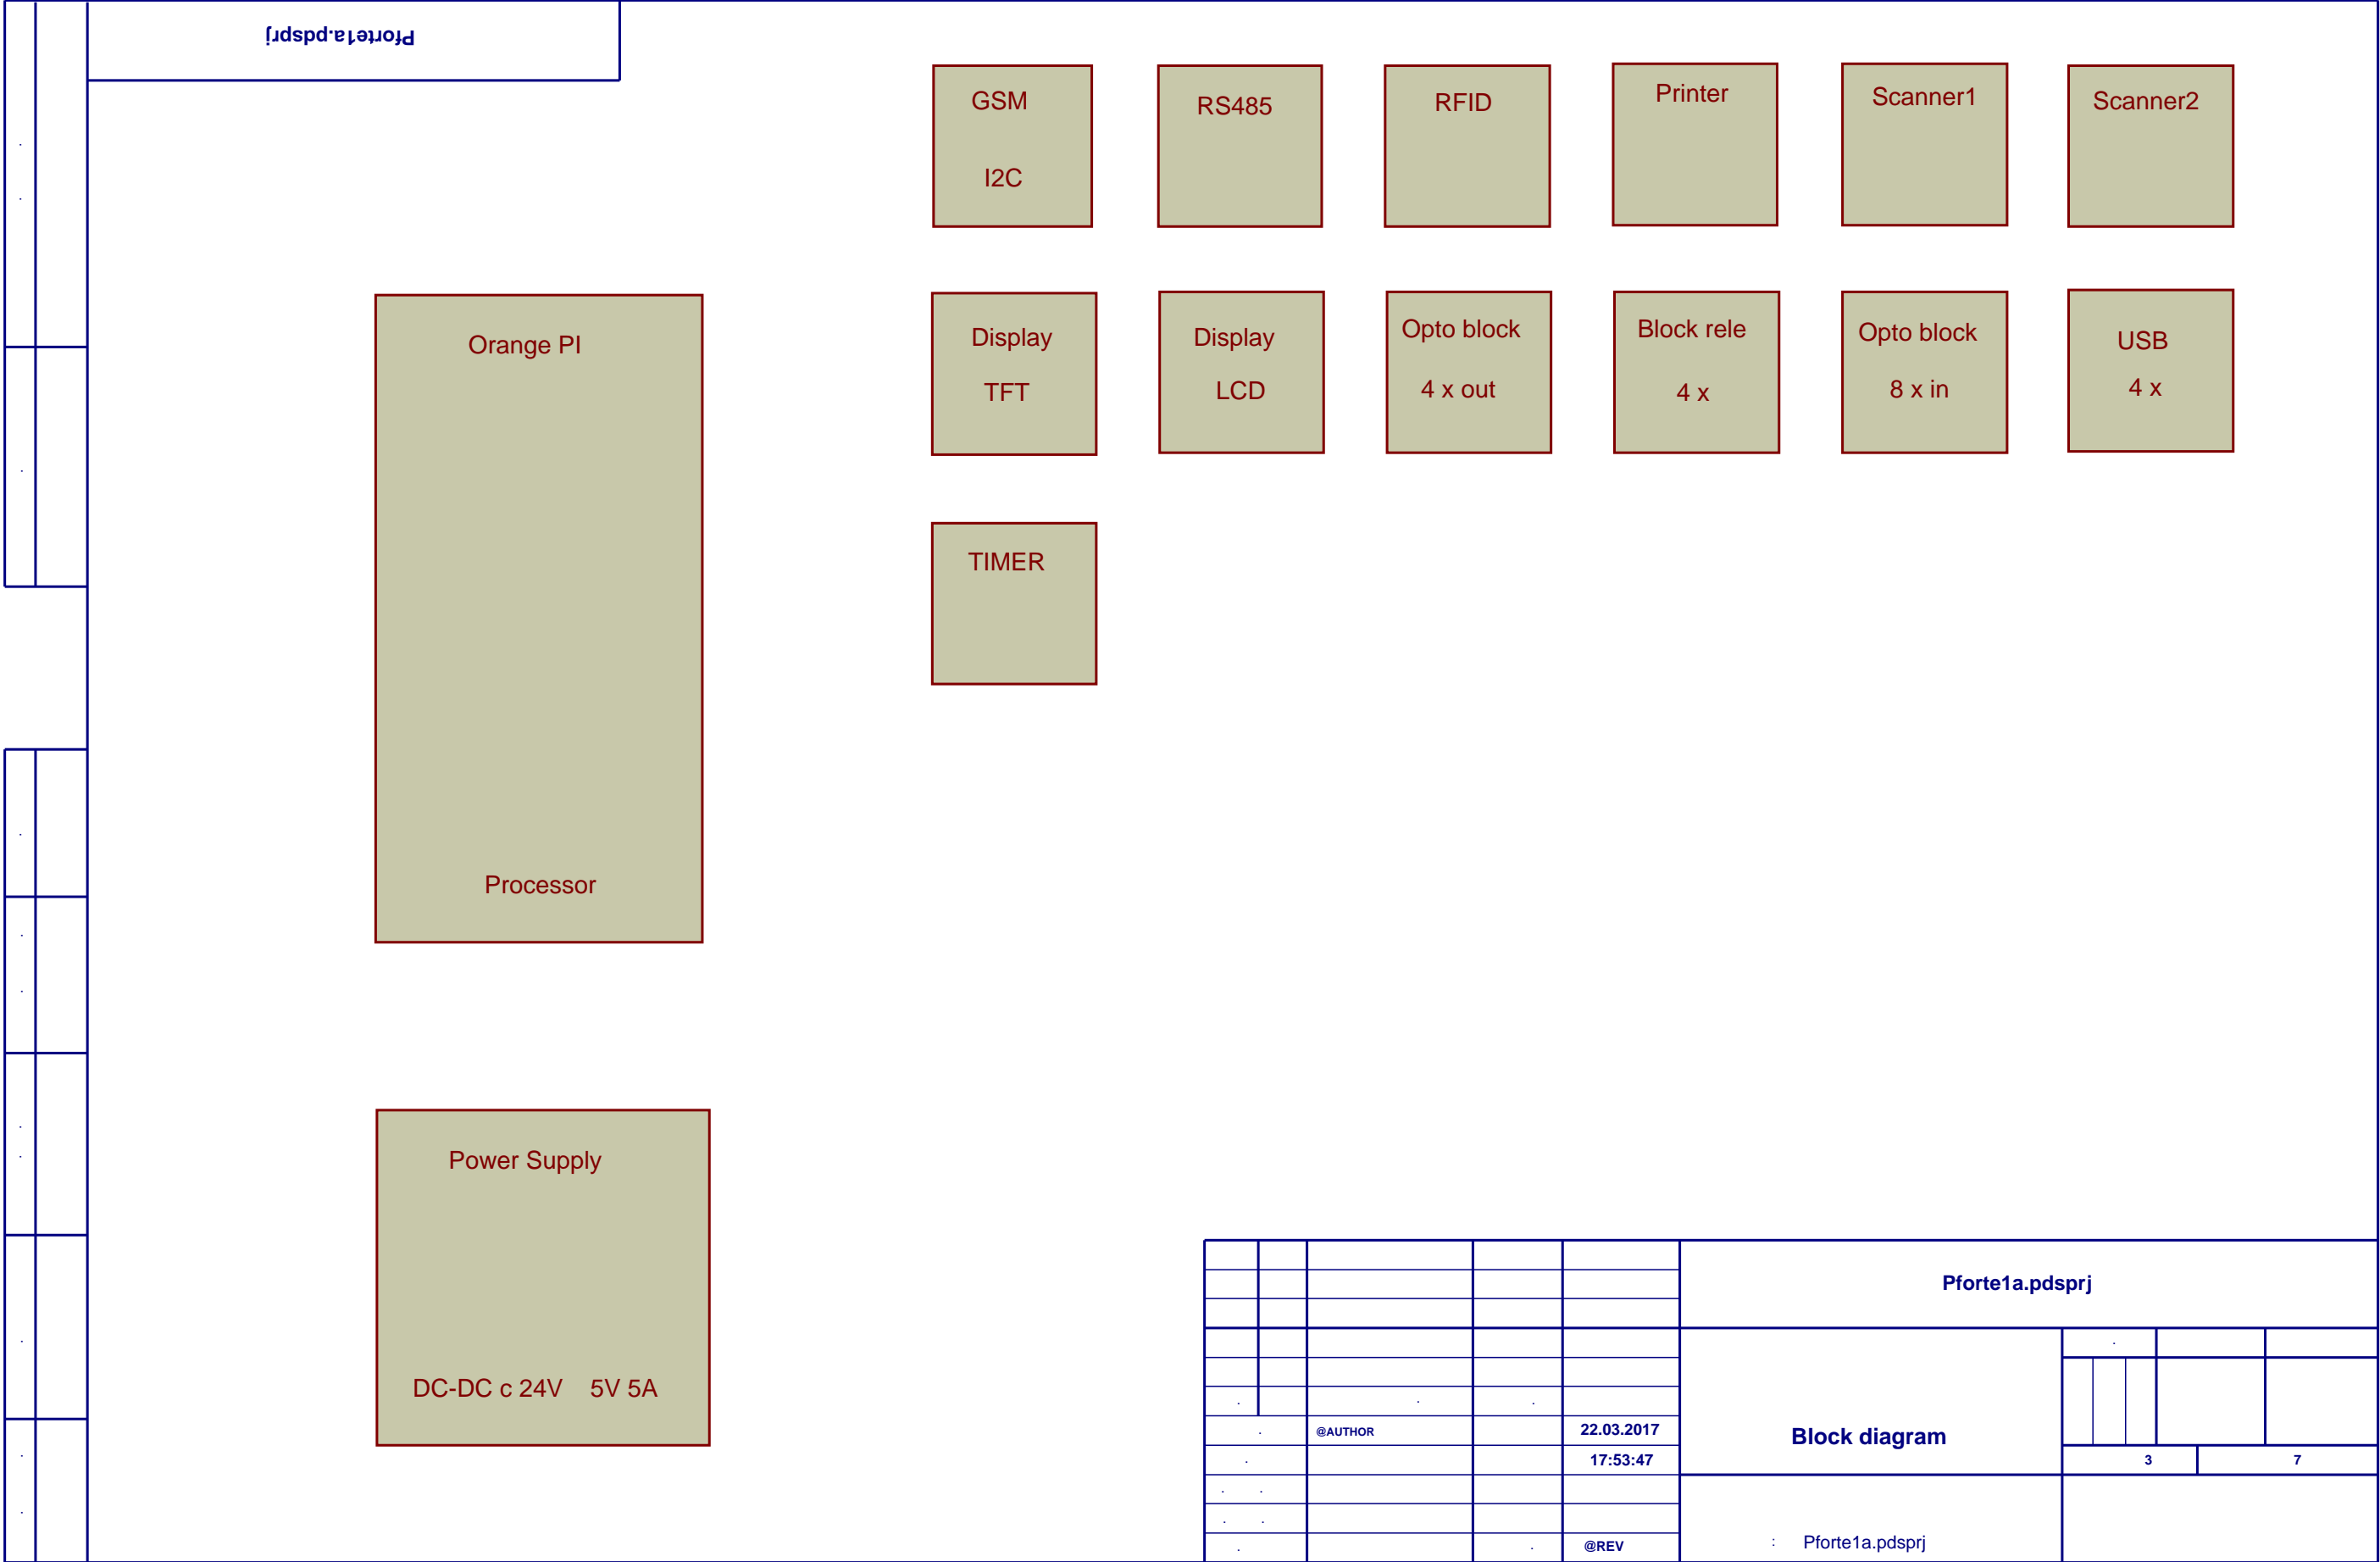 Pforte1a.pdsprj
GSM
I2C
RS485
RFID
Printer
Scanner1
Scanner2
Orange PI
Processor
Display
TFT
Display
LCD
Opto block
4 x out
Block rele
4 x
Opto block
8 x in
USB
4 x
TIMER
Power Supply
DC-DC c 24V 5V 5A
Pforte1a.pdsprj
@AUTHOR
22.03.2017
17:53:47
Block diagram
3
7
@REV
: Pforte1a.pdsprj